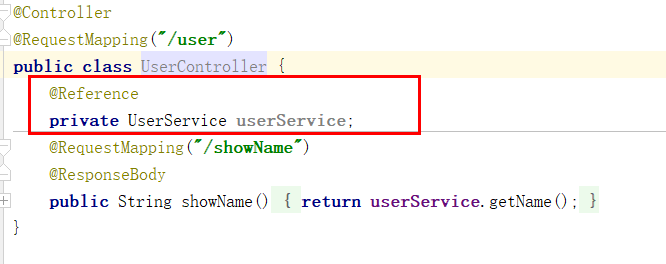 @Controller
@RequestMapping("/user")
public class UserController {
@Reference
private UserService userService;
@RequestMapping("/showName")
@ResponseBody
public String showName() { return userService.getName(); }
}